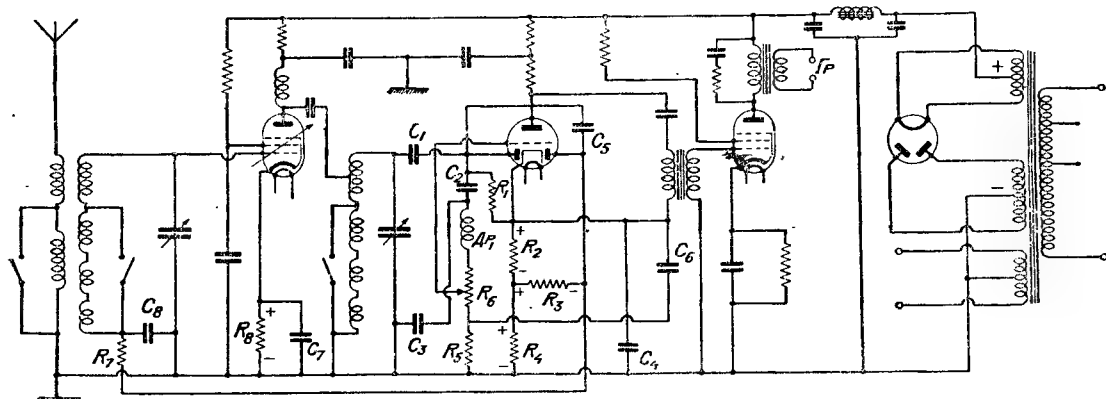 Гр
+
C₁
C₅
C₂
R₁
−
Др₁
+
R₂
C₆
−
C₈
+
R₆
+
R₃
−
R₇
R₈
+
−
C₇
C₃
R₅
+
R₄
−
C₄